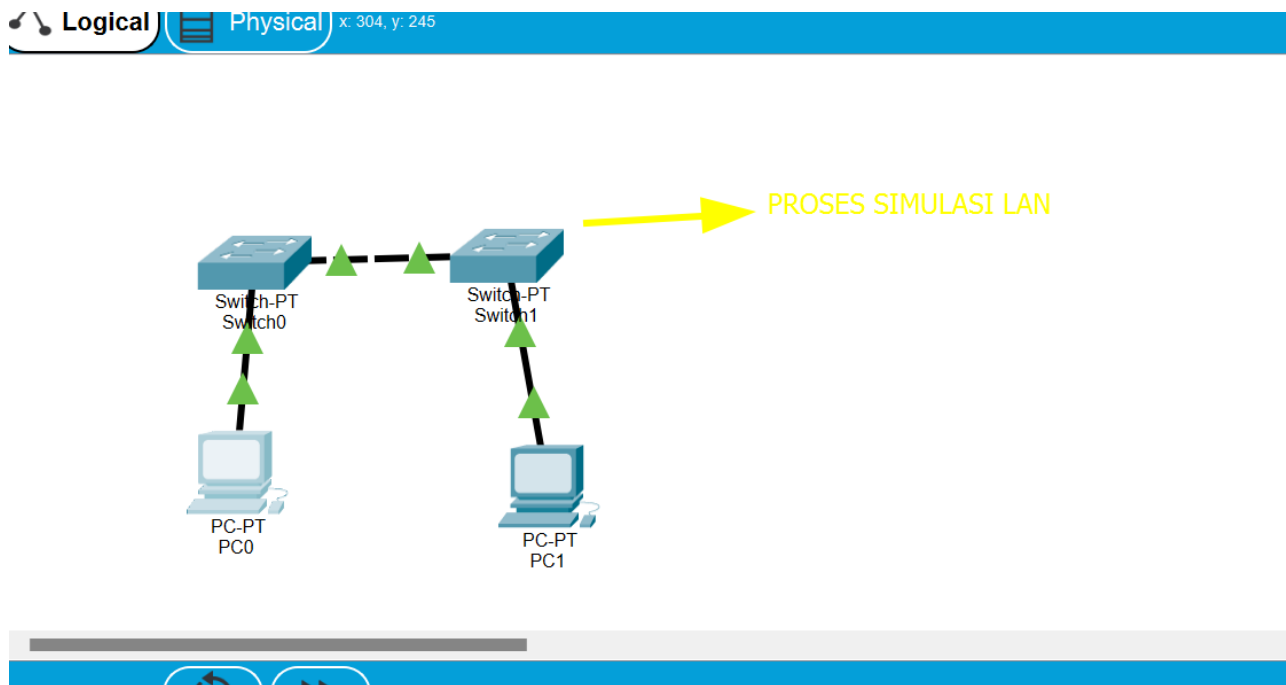 Logical
Physical
x: 304, y: 245
PROSES SIMULASI LAN
Switch-PT
Switch0
Switch-PT
Switch1
PC-PT
PC0
PC-PT
PC1